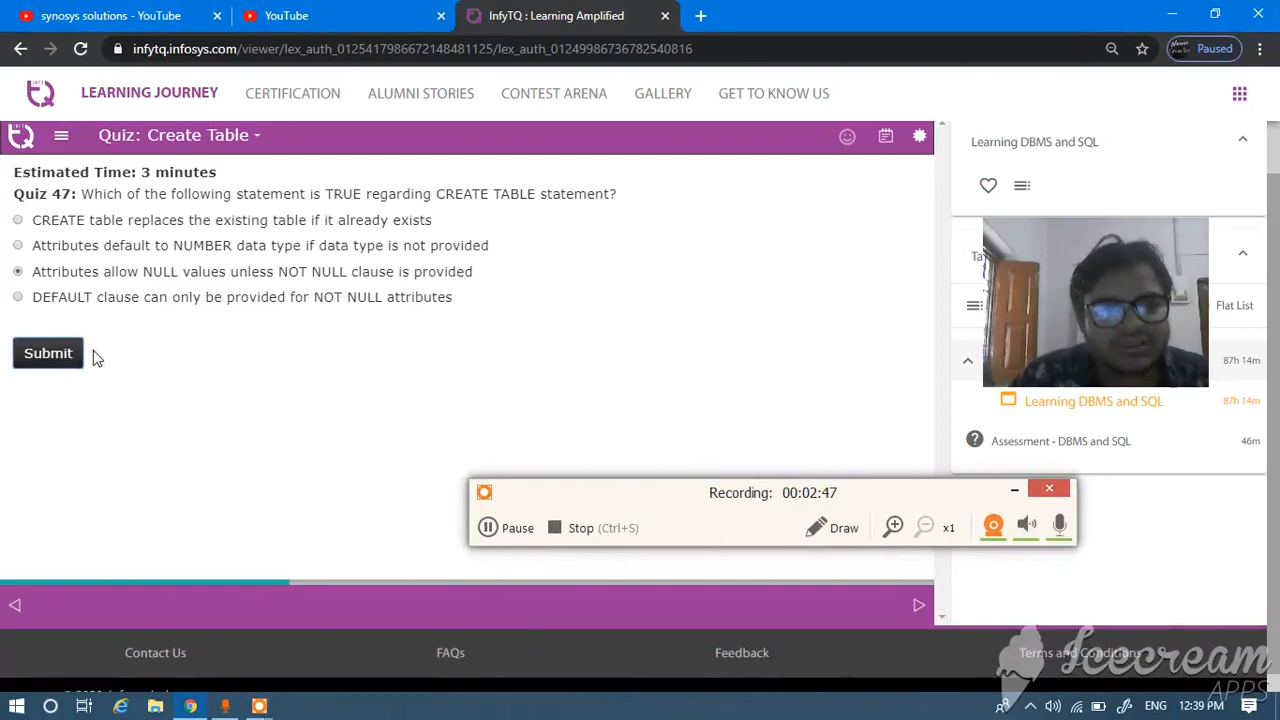 synosys solutions - YouTube
YouTube
InfyTQ : Learning Amplified
infytq.infosys.com/viewer/lex_auth_012541798667214848​1125/lex_auth_01249986736782540816
Paused
LEARNING JOURNEY
CERTIFICATION
ALUMNI STORIES
CONTEST ARENA
GALLERY
GET TO KNOW US
Quiz: Create Table
Learning DBMS and SQL
Estimated Time: 3 minutes
Quiz 47: Which of the following statement is TRUE regarding CREATE TABLE statement?
CREATE table replaces the existing table if it already exists
Attributes default to NUMBER data type if data type is not provided
Attributes allow NULL values unless NOT NULL clause is provided
DEFAULT clause can only be provided for NOT NULL attributes
Submit
Flat List
87h 14m
Learning DBMS and SQL 87h 14m
Assessment - DBMS and SQL 46m
Recording: 00:02:47
Pause Stop (Ctrl+S) Draw x1
Contact Us
FAQs
Feedback
Terms and Conditions
Icecream
APPS
ENG 12:39 PM